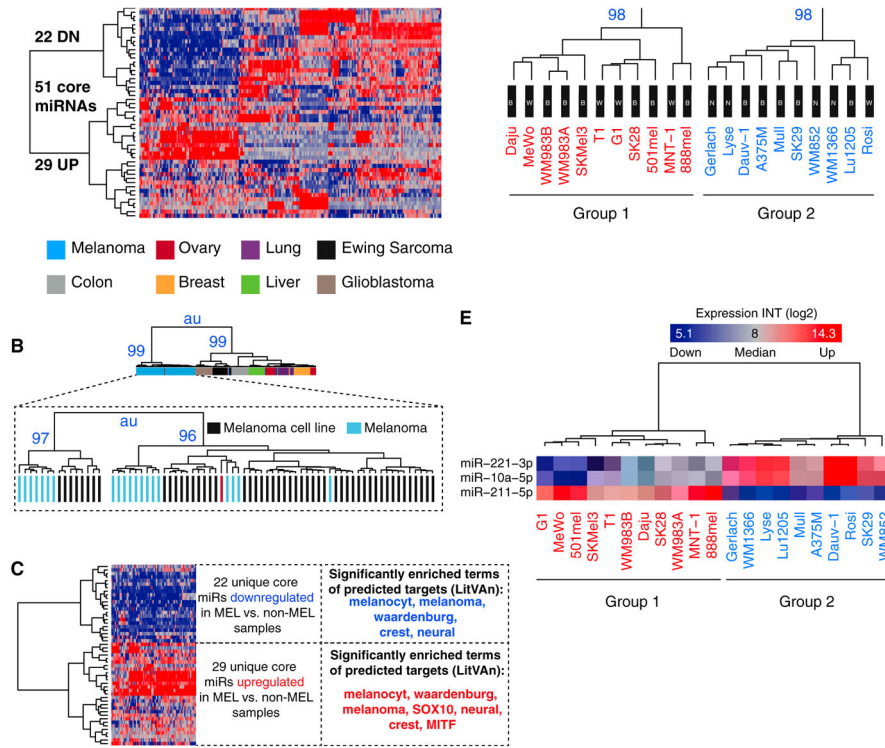 22 DN
51 core
miRNAs
29 UP
Melanoma
Ovary
Lung
Ewing Sarcoma
Colon
Breast
Liver
Glioblastoma
98
98
B W B B B W W B B W B
N N B B B B N N B B W
Daju
MeWo
WM983B
WM983A
SKMel3
T1
G1
SK28
501mel
MNT-1
888mel
Gerlach
Lyse
Dauv-1
A375M
Mull
SK29
WM852
WM1366
Lu1205
Rosi
Group 1
Group 2
B
au
99
99
au
97
96
Melanoma cell line
Melanoma
C
22 unique core
miRs downregulated
in MEL vs. non-MEL
samples
Significantly enriched terms
of predicted targets (LitVAn):
melanocyt, melanoma,
waardenburg,
crest, neural
29 unique core
miRs upregulated
in MEL vs. non-MEL
samples
Significantly enriched terms
of predicted targets (LitVAn):
melanocyt, waardenburg,
melanoma, SOX10, neural,
crest, MITF
E
Expression INT (log2)
5.1
8
14.3
Down
Median
Up
miR-221-3p
miR-10a-5p
miR-211-5p
G1
MeWo
501mel
SKMel3
T1
WM983B
Daju
SK28
WM983A
MNT-1
888mel
Gerlach
WM1366
Lyse
Lu1205
Mull
A375M
Dauv-1
Rosi
SK29
WM852
Group 1
Group 2